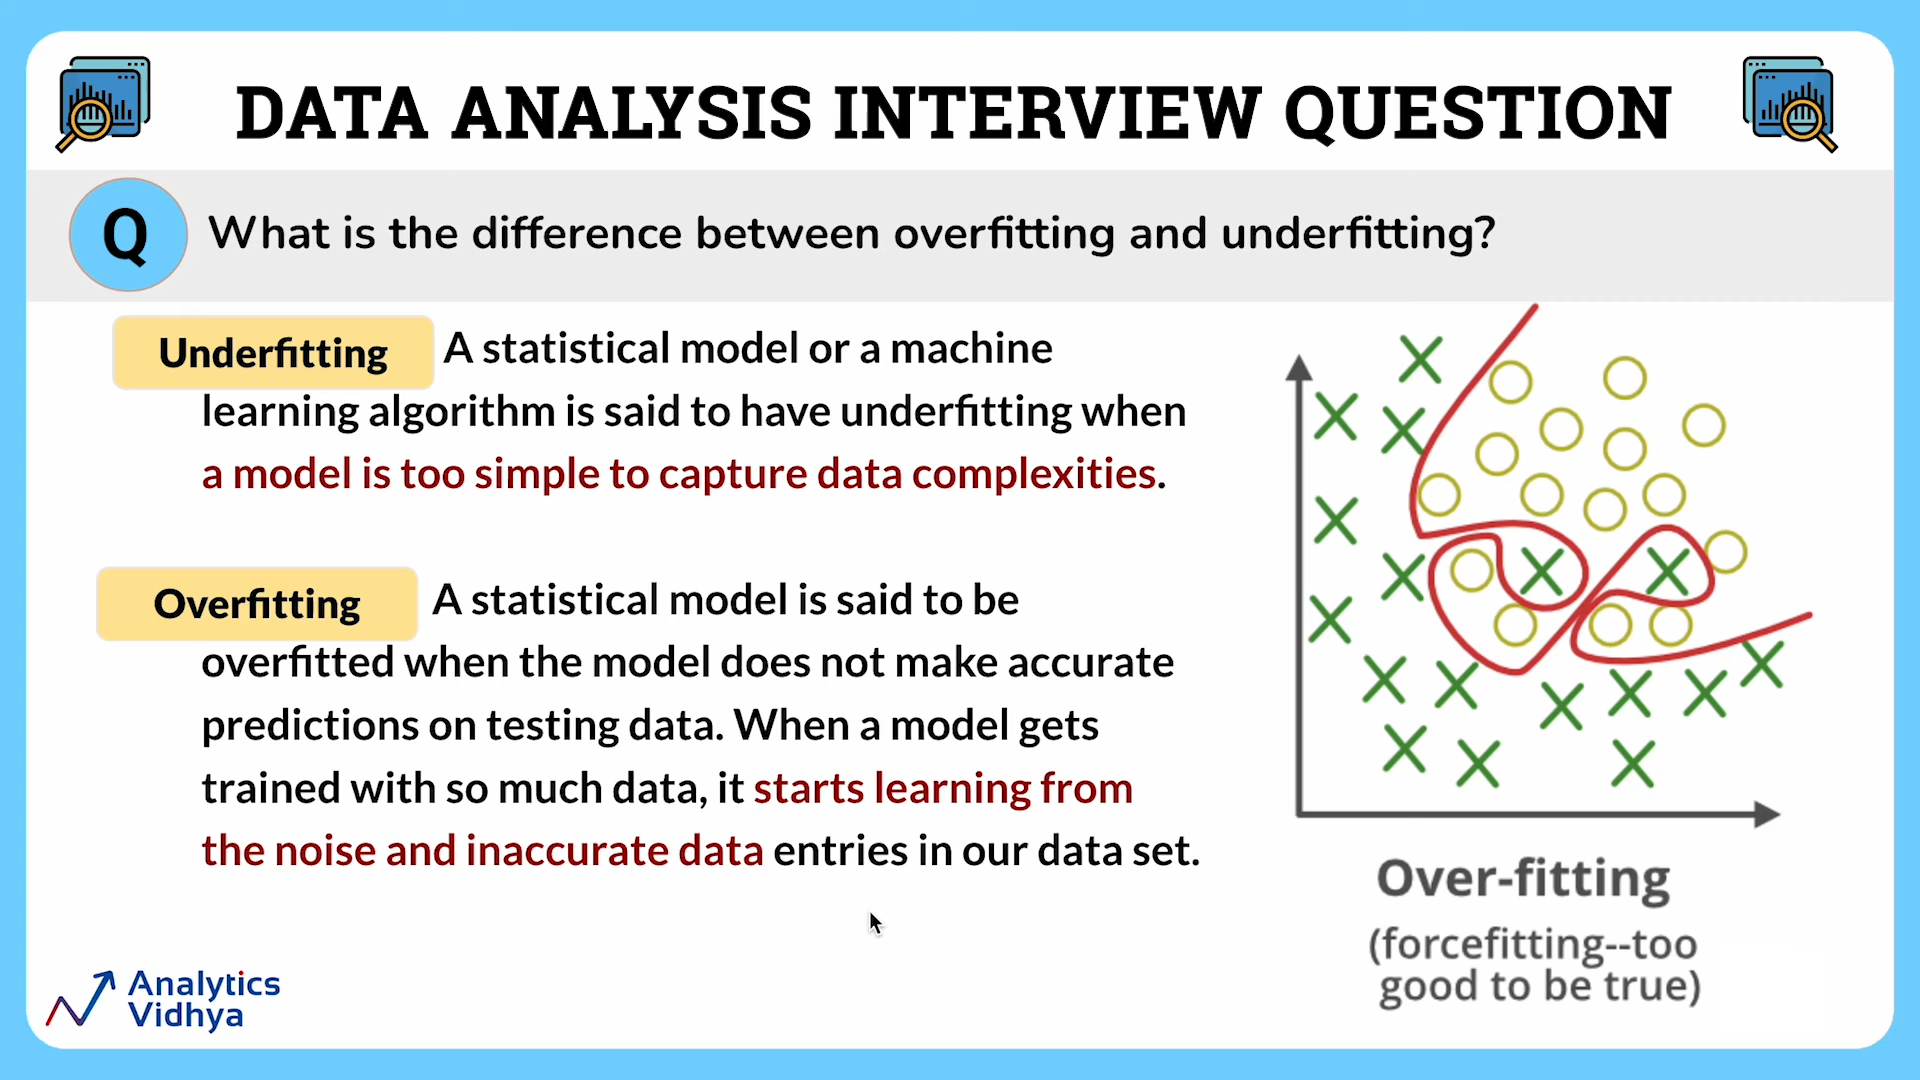 DATA ANALYSIS INTERVIEW QUESTION
Q
What is the difference between overfitting and underfitting?
Underfitting A statistical model or a machine
learning algorithm is said to have underfitting when
a model is too simple to capture data complexities.
Overfitting A statistical model is said to be
overfitted when the model does not make accurate
predictions on testing data. When a model gets
trained with so much data, it starts learning from
the noise and inaccurate data entries in our data set.
Over-fitting
(forcefitting--too
good to be true)
Analytics
Vidhya